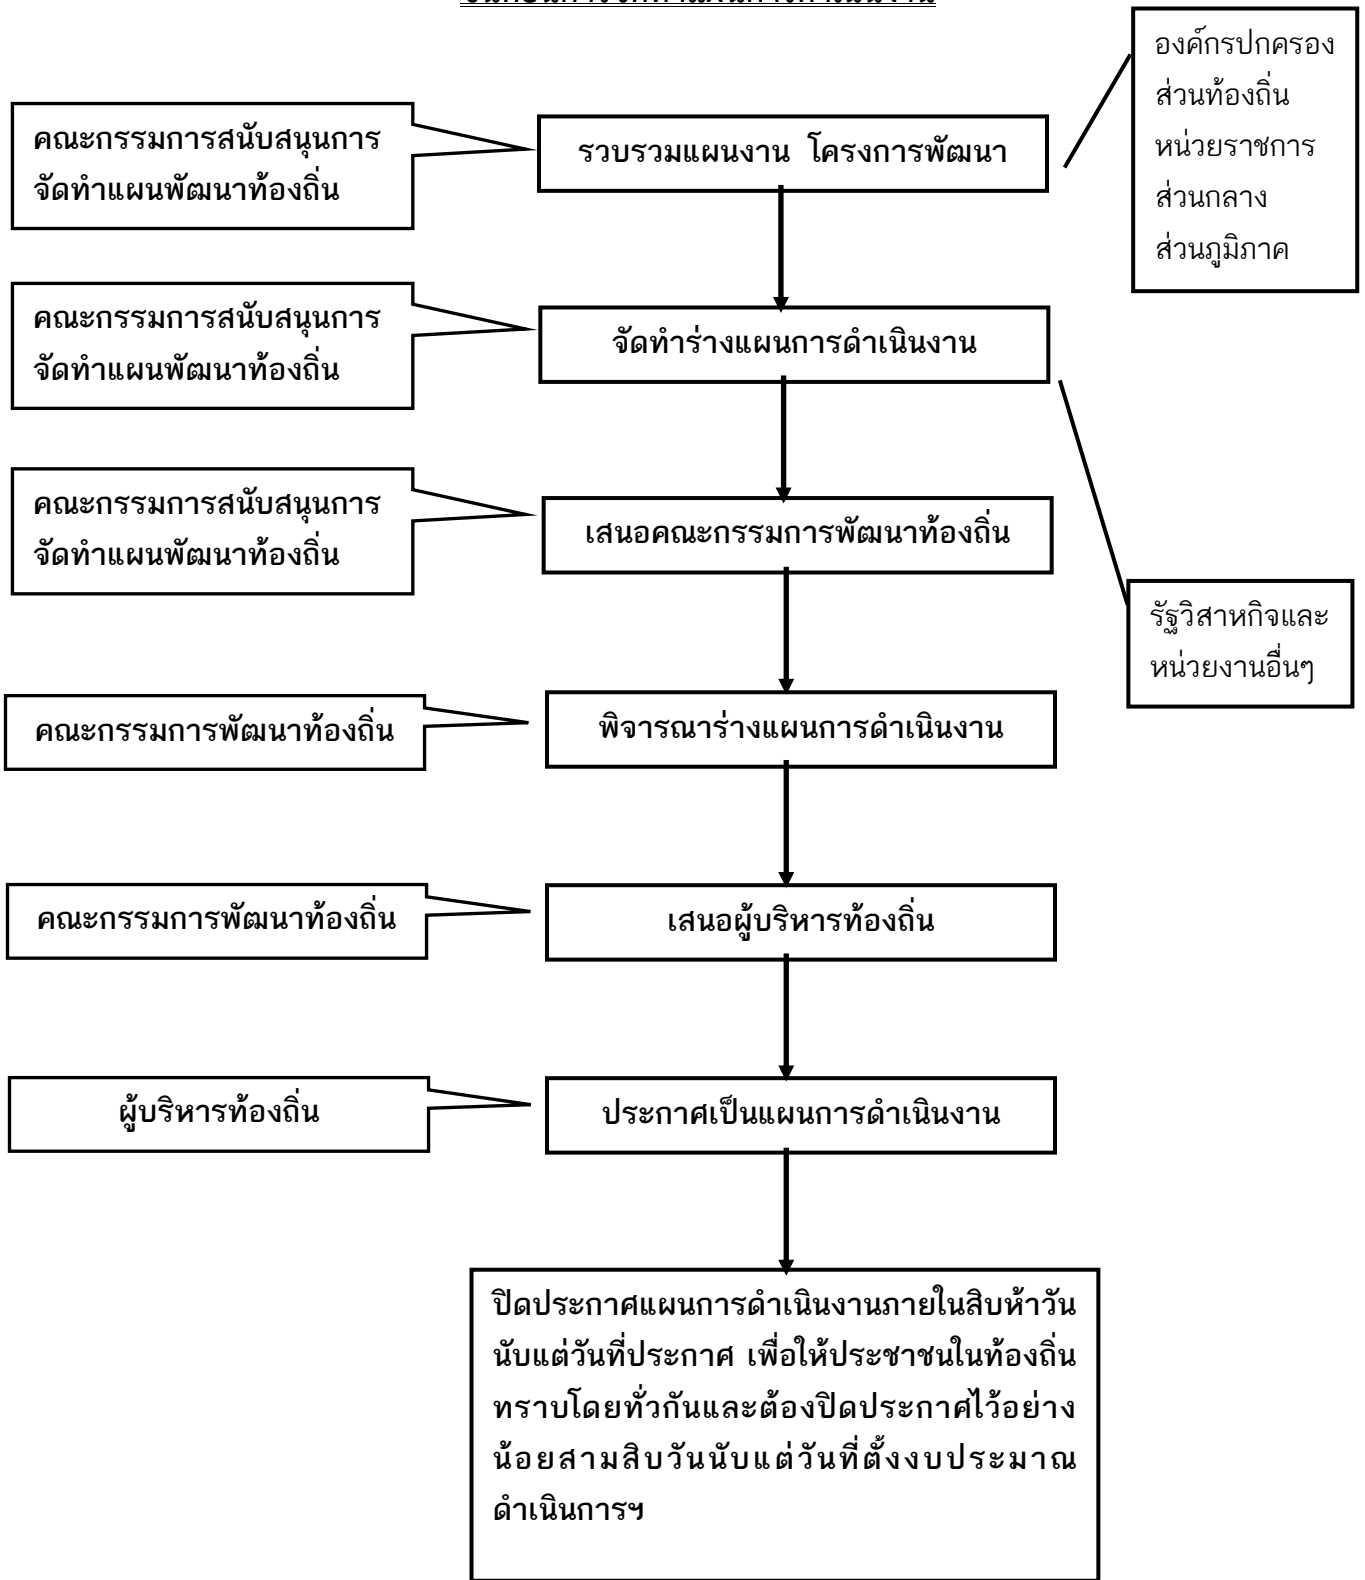 องค์กรปกครอง
ส่วนท้องถิ่น
หน่วยราชการ
ส่วนกลาง
ส่วนภูมิภาค
คณะกรรมการสนับสนุนการ
จัดทำแผนพัฒนาท้องถิ่น
รวบรวมแผนงาน โครงการพัฒนา
คณะกรรมการสนับสนุนการ
จัดทำแผนพัฒนาท้องถิ่น
จัดทำร่างแผนการดำเนินงาน
คณะกรรมการสนับสนุนการ
จัดทำแผนพัฒนาท้องถิ่น
เสนอคณะกรรมการพัฒนาท้องถิ่น
รัฐวิสาหกิจและ
หน่วยงานอื่นๆ
คณะกรรมการพัฒนาท้องถิ่น
พิจารณาร่างแผนการดำเนินงาน
คณะกรรมการพัฒนาท้องถิ่น
เสนอผู้บริหารท้องถิ่น
ผู้บริหารท้องถิ่น
ประกาศเป็นแผนการดำเนินงาน
ปิดประกาศแผนการดำเนินงานภายในสิบห้าวัน
นับแต่วันที่ประกาศ เพื่อให้ประชาชนในท้องถิ่น
ทราบโดยทั่วกันและต้องปิดประกาศไว้อย่าง
น้อยสามสิบวันนับแต่วันที่ตั้งงบประมาณ
ดำเนินการฯ